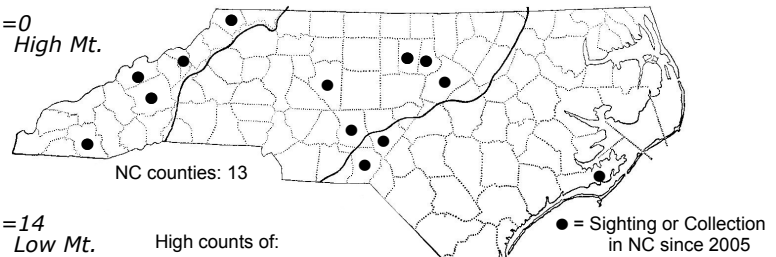 =0
High Mt.
NC counties: 13
=14
Low Mt.
High counts of:
● = Sighting or Collection
in NC since 2005